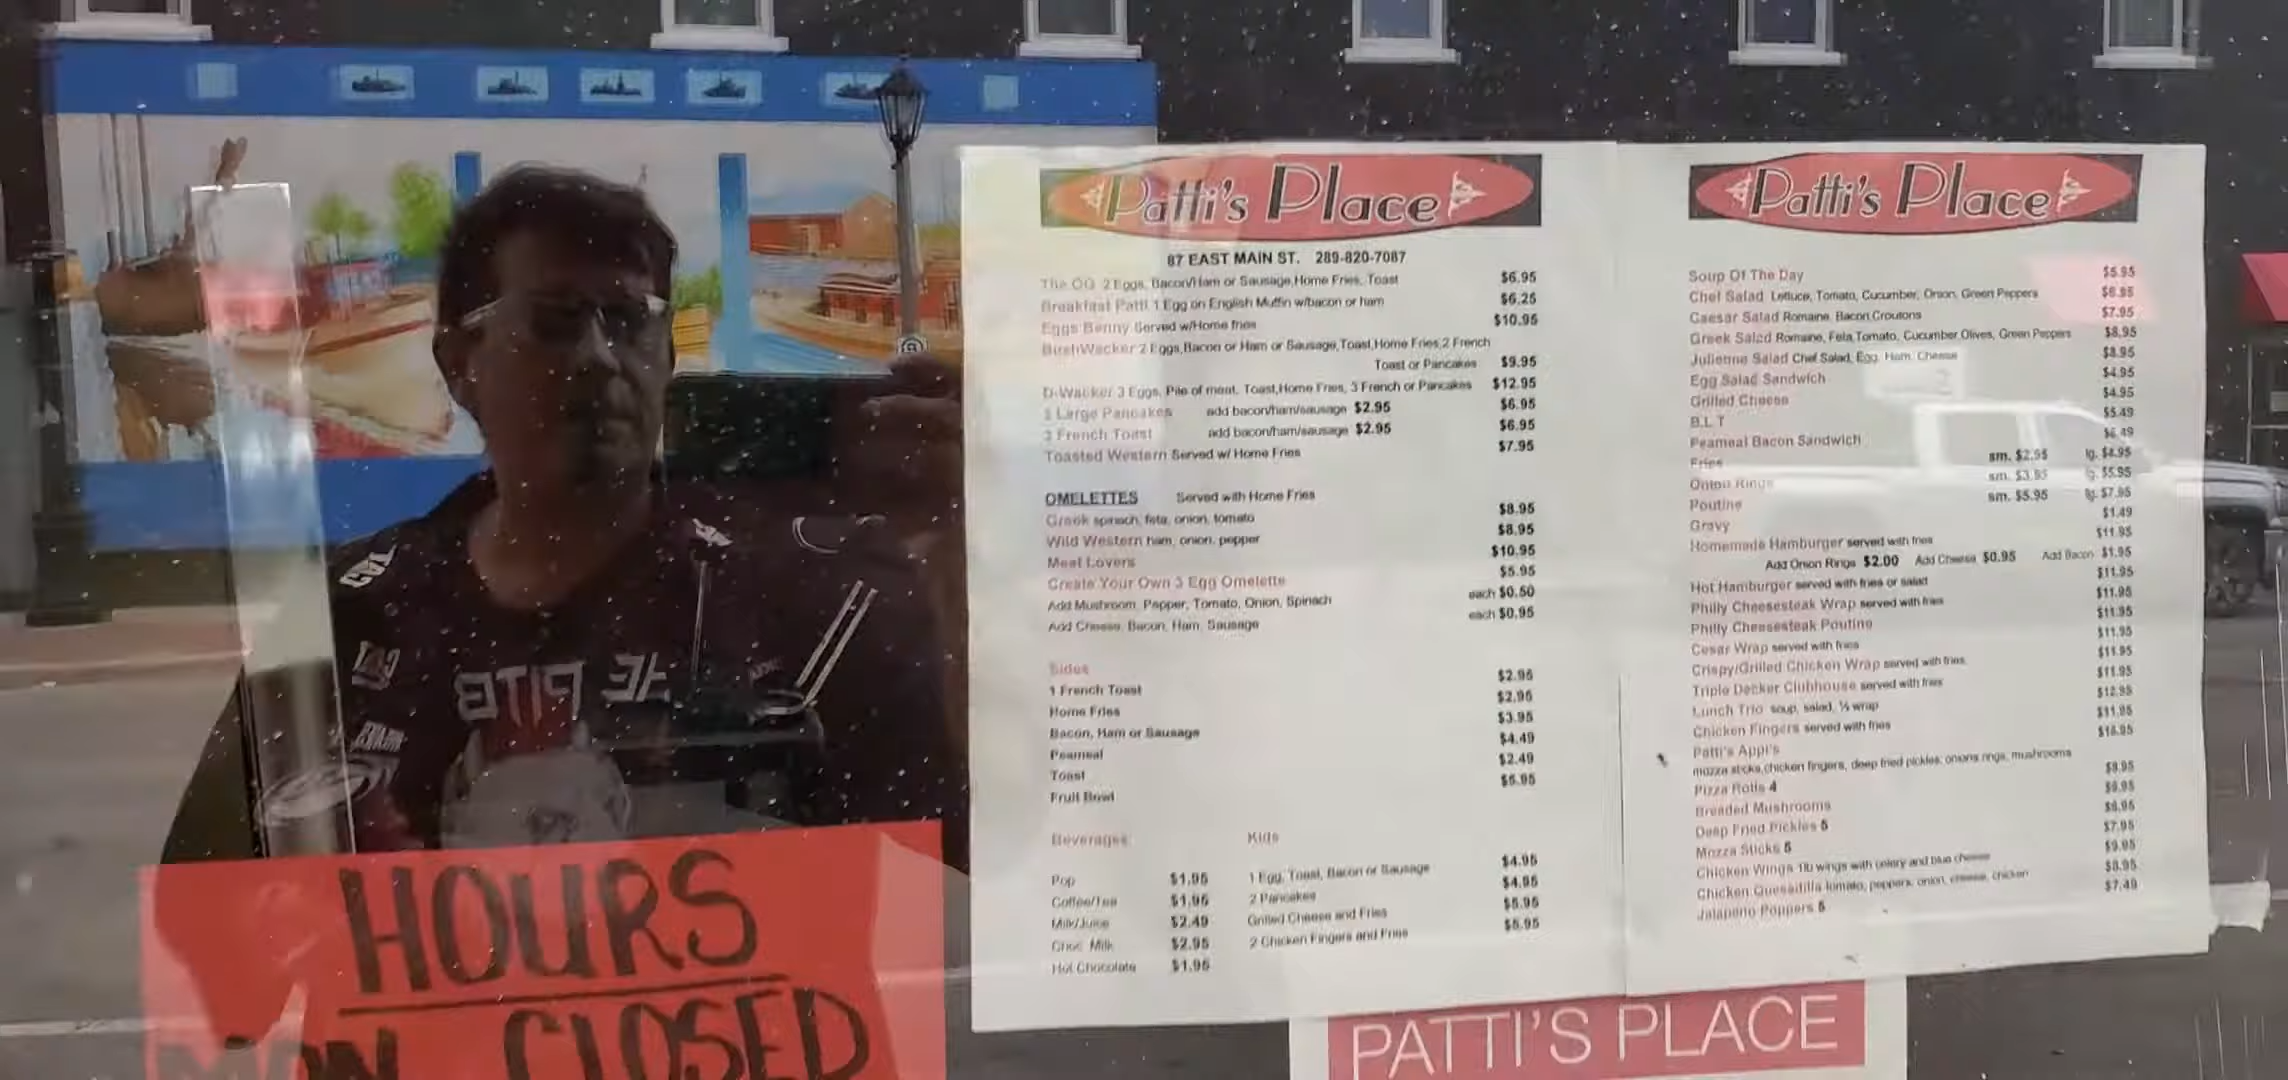 Patti's Place
87 EAST MAIN ST. 289-820-7087
The OG 2 Eggs, Bacon/Ham or Sausage,Home Fries, Toast $6.95
Breakfast Patti 1 Egg on English Muffin w/bacon or ham $6.25
Eggs Benny Served w/Home fries $10.95
BushWacker 2 Eggs,Bacon or Ham or Sausage,Toast,Home Fries,2 French
Toast or Pancakes $9.95
D-Wacker 3 Eggs, Pile of meat, Toast,Home Fries, 3 French or Pancakes $12.95
Large Pancakes add bacon/ham/sausage $2.95 $6.95
French Toast add bacon/ham/sausage $2.95 $6.95
Toasted Western Served w/ Home Fries $7.95
OMELETTES Served with Home Fries
Greek spinach, feta, onion, tomato $8.95
Wild Western ham, onion, pepper $8.95
Meat Lovers $10.95
Create Your Own 3 Egg Omelette $5.95
Add Mushroom, Pepper, Tomato, Onion, Spinach each $0.50
Add Cheese, Bacon, Ham, Sausage each $0.95
Sides
1 French Toast $2.95
Home Fries $2.95
Bacon, Ham or Sausage $3.95
Peameal $4.49
Toast $2.49
Fruit Bowl $5.95
Beverages Kids
Pop $1.95 1 Egg, Toast, Bacon or Sausage $4.95
Coffee/Tea $1.95 2 Pancakes $4.95
Milk/Juice $2.49 Grilled Cheese and Fries $5.95
Choc Milk $2.95 2 Chicken Fingers and Fries $5.95
Hot Chocolate $1.95
Patti's Place
Soup Of The Day $5.95
Chef Salad Lettuce, Tomato, Cucumber, Onion, Green Peppers $6.95
Caesar Salad Romaine, Bacon,Croutons $7.95
Greek Salad Romaine, Feta,Tomato, Cucumber,Olives, Green Peppers $8.95
Julienne Salad Chef Salad, Egg, Ham, Cheese $8.95
Egg Salad Sandwich $4.95
Grilled Cheese $4.95
B.L.T $5.49
Peameal Bacon Sandwich $6.49
Fries sm. $2.95 lg. $4.95
Onion Rings sm. $3.95 lg. $5.95
Poutine sm. $5.95 lg. $7.95
Gravy $1.49
Homemade Hamburger served with fries $11.95
Add Onion Rings $2.00 Add Cheese $0.95 Add Bacon $1.95
Hot Hamburger served with fries or salad $11.95
Philly Cheesesteak Wrap served with fries $11.95
Philly Cheesesteak Poutine $11.95
Cesar Wrap served with fries $11.95
Crispy/Grilled Chicken Wrap served with fries $11.95
Triple Decker Clubhouse served with fries $11.95
Lunch Trio soup, salad, ½ wrap $12.95
Chicken Fingers served with fries $11.95
Patti's Appi's
mozza sticks,chicken fingers, deep fried pickles, onions rings, mushrooms
Pizza Rolls 4 $8.95
Breaded Mushrooms $9.95
Deep Fried Pickles 5 $6.95
Mozza Sticks 5 $7.95
Chicken Wings 1lb wings with celery and blue cheese $9.95
Chicken Quesadilla tomato, peppers, onion, cheese, chicken $8.95
Jalapeno Poppers 5 $7.49
HOURS
MON CLOSED
PATTI'S PLACE